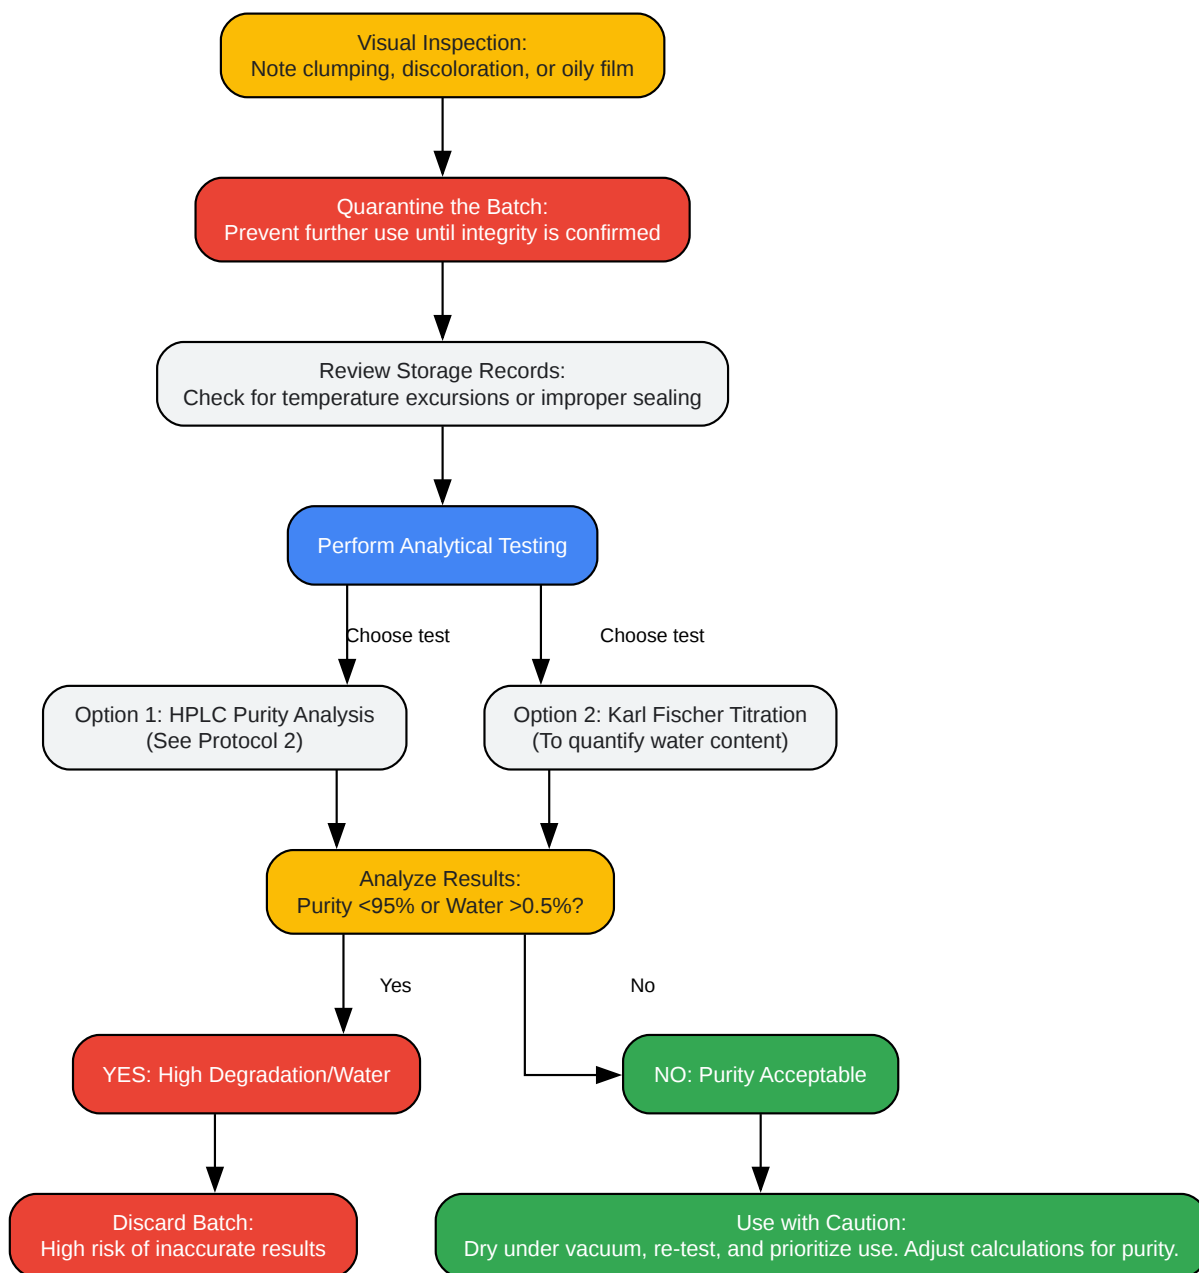 Visual Inspection:
Note clumping, discoloration, or oily film
Quarantine the Batch:
Prevent further use until integrity is confirmed
Review Storage Records:
Check for temperature excursions or improper sealing
Perform Analytical Testing
Choose test
Choose test
Option 1: HPLC Purity Analysis
(See Protocol 2)
Option 2: Karl Fischer Titration
(To quantify water content)
Analyze Results:
Purity <95% or Water >0.5%?
Yes
No
YES: High Degradation/Water
NO: Purity Acceptable
Discard Batch:
High risk of inaccurate results
Use with Caution:
Dry under vacuum, re-test, and prioritize use. Adjust calculations for purity.